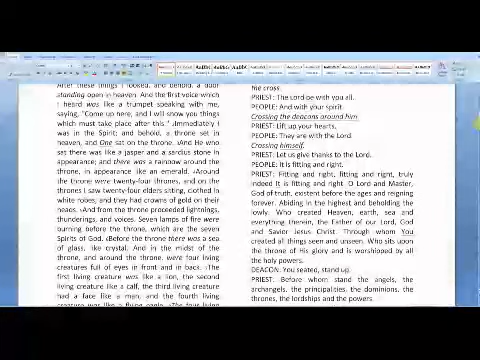 After these things I looked, and behold, a door
standing open in heaven. And the first voice which
I heard was like a trumpet speaking with me,
saying, "Come up here, and I will show you things
which must take place after this." Immediately I
was in the Spirit; and behold, a throne set in
heaven, and One sat on the throne. And He who
sat there was like a jasper and a sardius stone in
appearance; and there was a rainbow around the
throne, in appearance like an emerald. Around
the throne were twenty-four thrones, and on the
thrones I saw twenty-four elders sitting, clothed in
white robes; and they had crowns of gold on their
heads. And from the throne proceeded lightnings,
thunderings, and voices. Seven lamps of fire were
burning before the throne, which are the seven
Spirits of God. Before the throne there was a sea
of glass, like crystal. And in the midst of the
throne, and around the throne, were four living
creatures full of eyes in front and in back. The
first living creature was like a lion, the second
living creature like a calf, the third living creature
had a face like a man, and the fourth living
creature was like a flying eagle. The four living
the cross.
PRIEST: The Lord be with you all.
PEOPLE: And with your spirit.
Crossing the deacons around him.
PRIEST: Lift up your hearts.
PEOPLE: They are with the Lord.
Crossing himself.
PRIEST: Let us give thanks to the Lord.
PEOPLE: It is fitting and right.
PRIEST: Fitting and right, fitting and right, truly
indeed It is fitting and right. O Lord and Master,
God of truth, existent before the ages and reigning
forever. Abiding in the highest and beholding the
lowly. Who created Heaven, earth, sea and
everything therein, the Father of our Lord, God
and Savior Jesus Christ. Through whom You
created all things seen and unseen. Who sits upon
the throne of His glory and is worshipped by all
the holy powers.
DEACON: You seated, stand up.
PRIEST: Before whom stand the angels, the
archangels, the principalities, the dominions, the
thrones, the lordships and the powers.